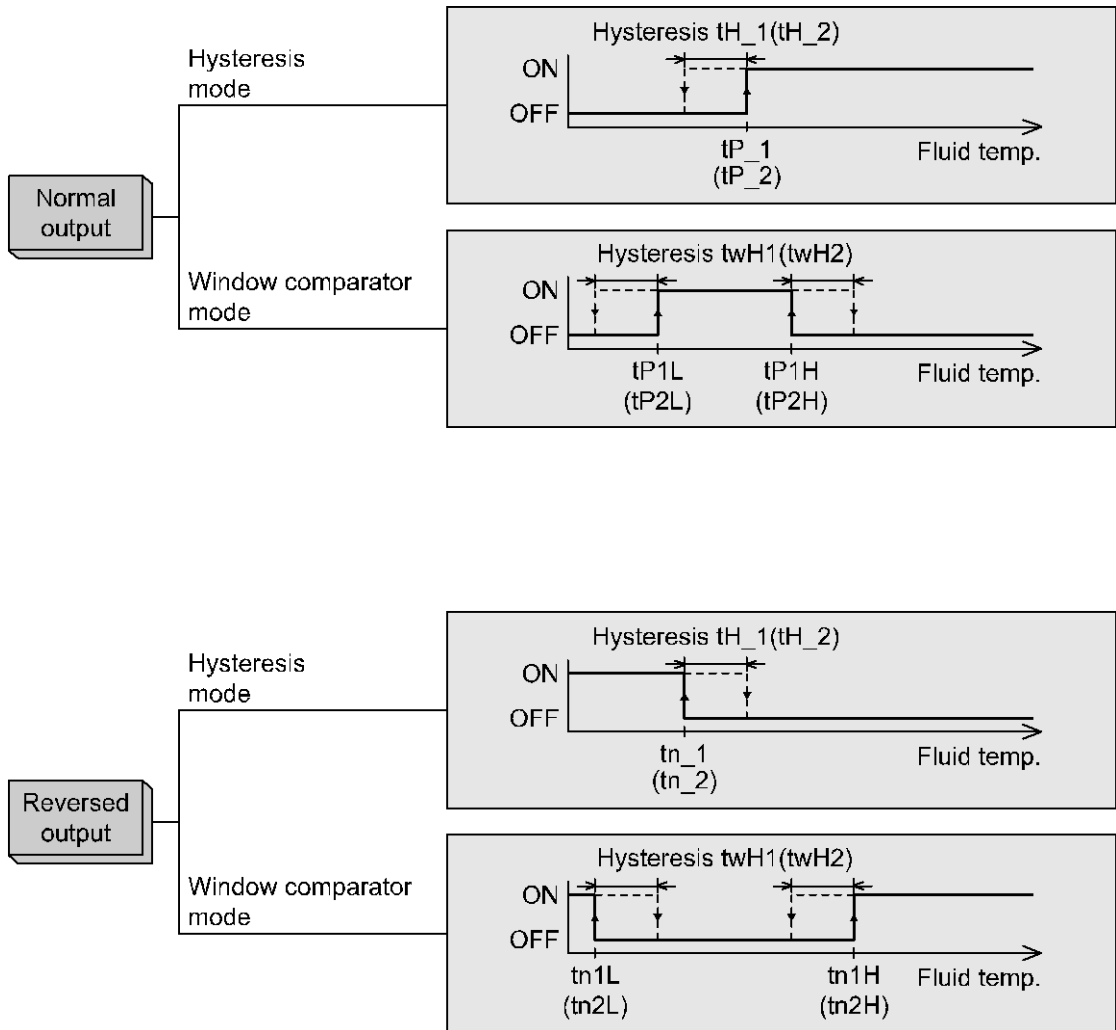 Normal
output
Hysteresis
mode
Hysteresis tH_1(tH_2)
ON
OFF
tP_1
(tP_2)
Fluid temp.
Window comparator
mode
Hysteresis twH1(twH2)
ON
OFF
tP1L
(tP2L)
tP1H
(tP2H)
Fluid temp.
Reversed
output
Hysteresis
mode
Hysteresis tH_1(tH_2)
ON
OFF
tn_1
(tn_2)
Fluid temp.
Window comparator
mode
Hysteresis twH1(twH2)
ON
OFF
tn1L
(tn2L)
tn1H
(tn2H)
Fluid temp.